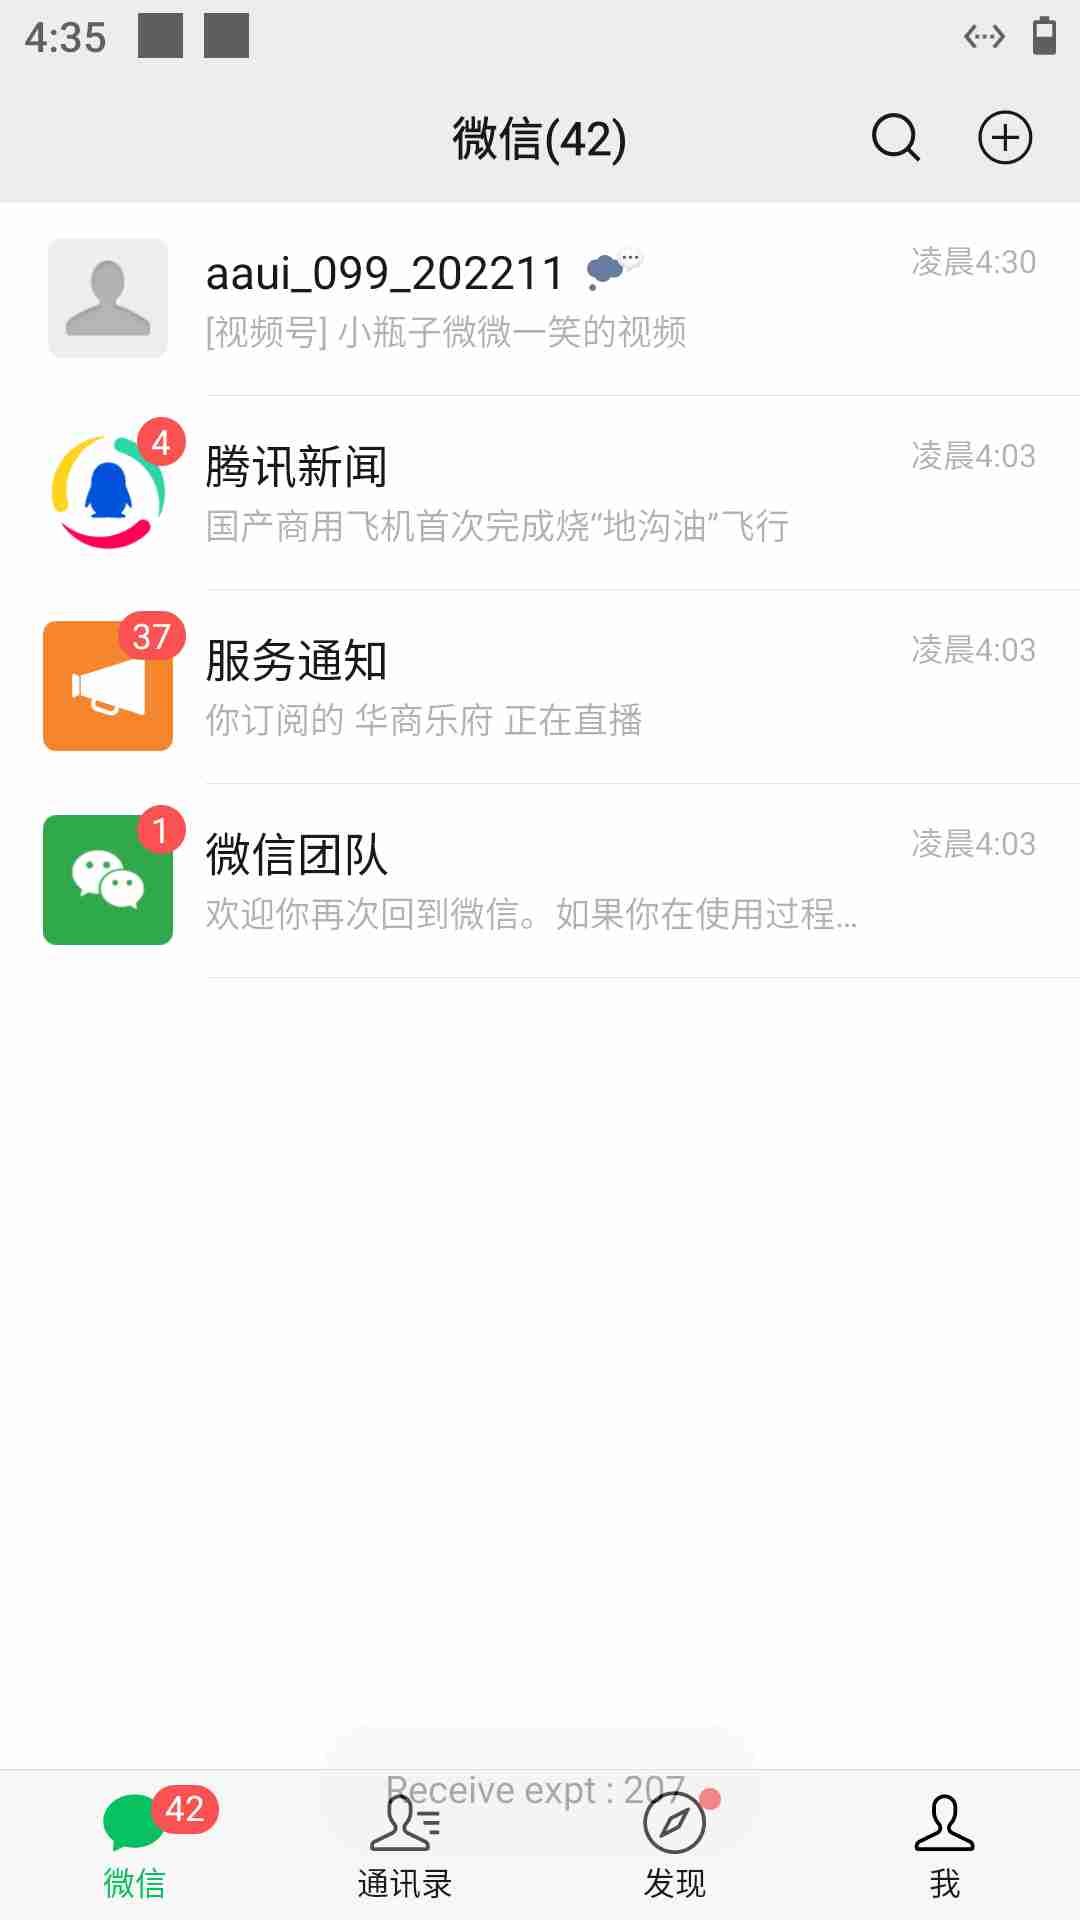 4:35
微信(42)
aaui_099_202211
凌晨4:30
[视频号] 小瓶子微微一笑的视频
4
腾讯新闻
凌晨4:03
国产商用飞机首次完成烧“地沟油”飞行
37
服务通知
凌晨4:03
你订阅的 华商乐府 正在直播
1
微信团队
凌晨4:03
欢迎你再次回到微信。如果你在使用过程...
Receive expt : 207
42
微信
通讯录
发现
我